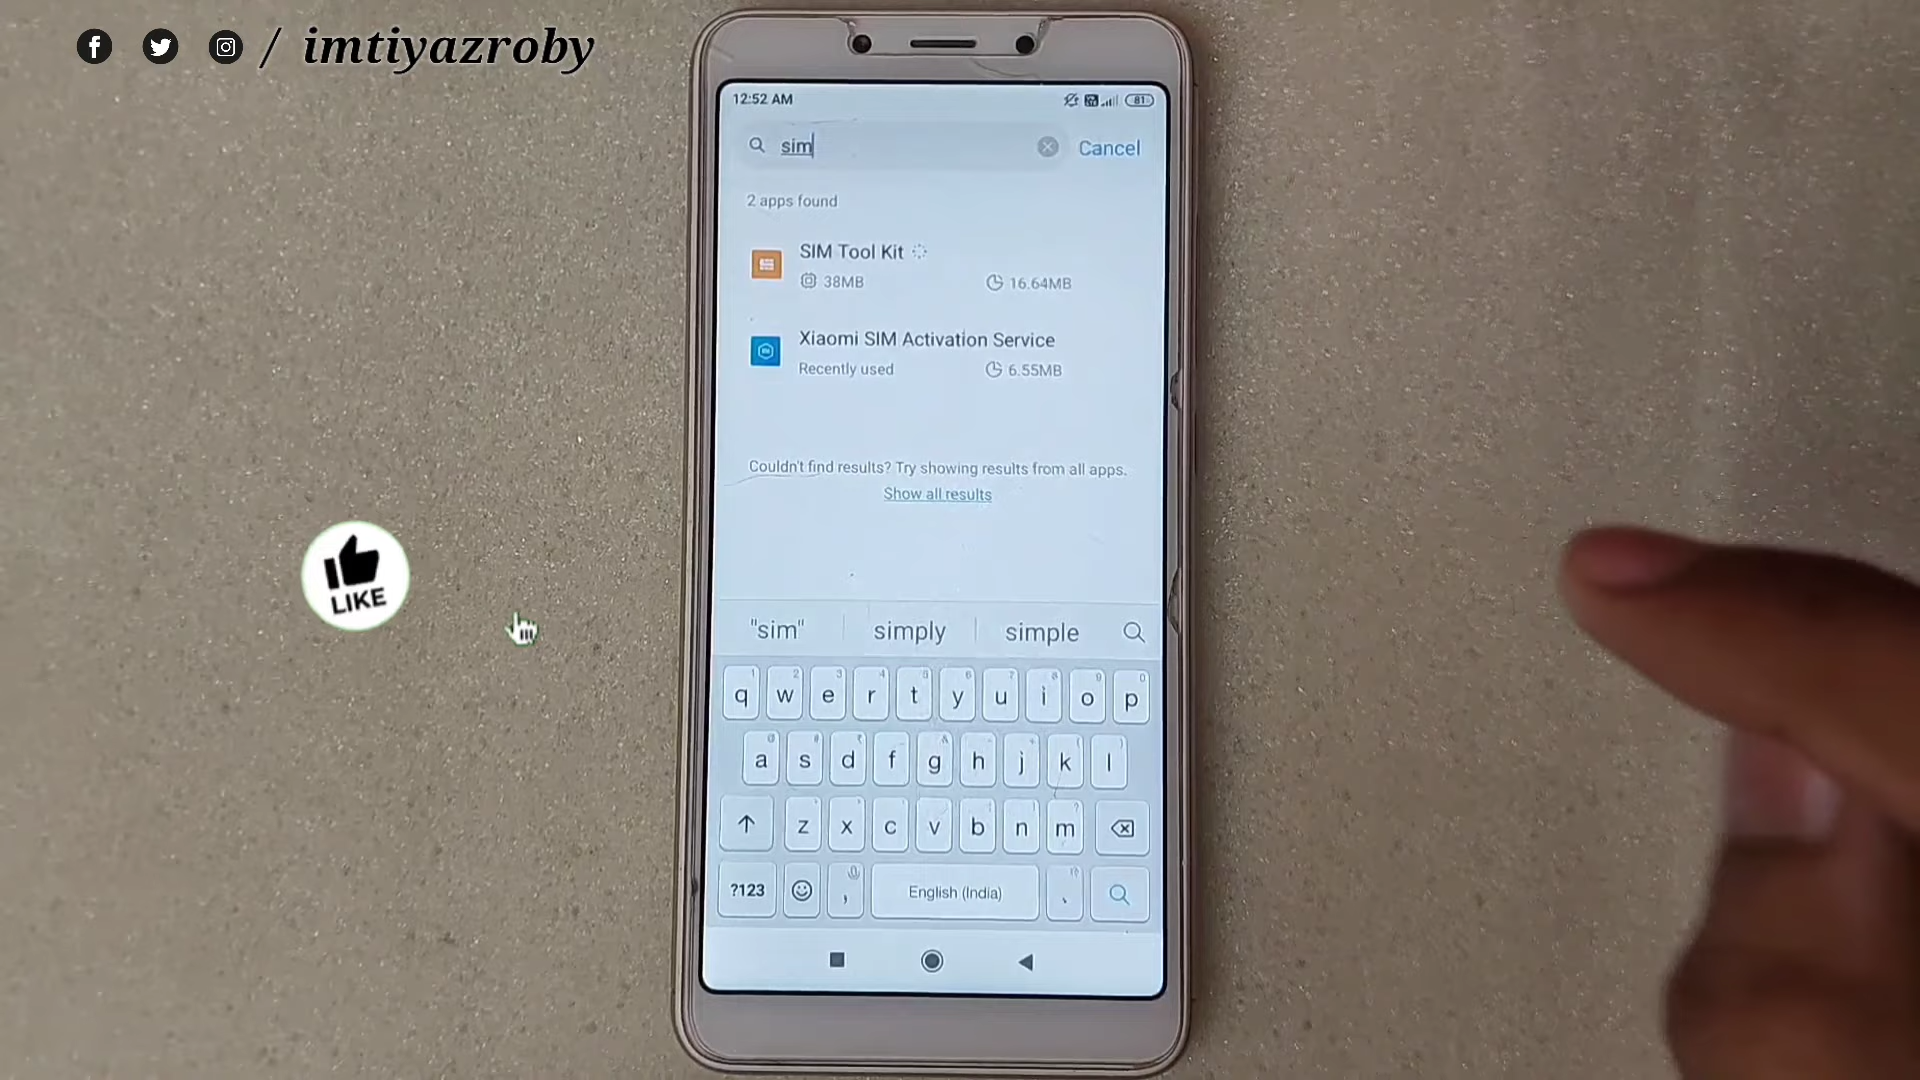 / imtiyazroby
12:52 AM
81
sim
Cancel
2 apps found
SIM Tool Kit
38MB
16.64MB
Xiaomi SIM Activation Service
Recently used
6.55MB
Couldn't find results? Try showing results from all apps.
Show all results
LIKE
"sim" simply simple
q w e r t y u i o p
a s d f g h j k l
z x c v b n m
?123 , English (India) .